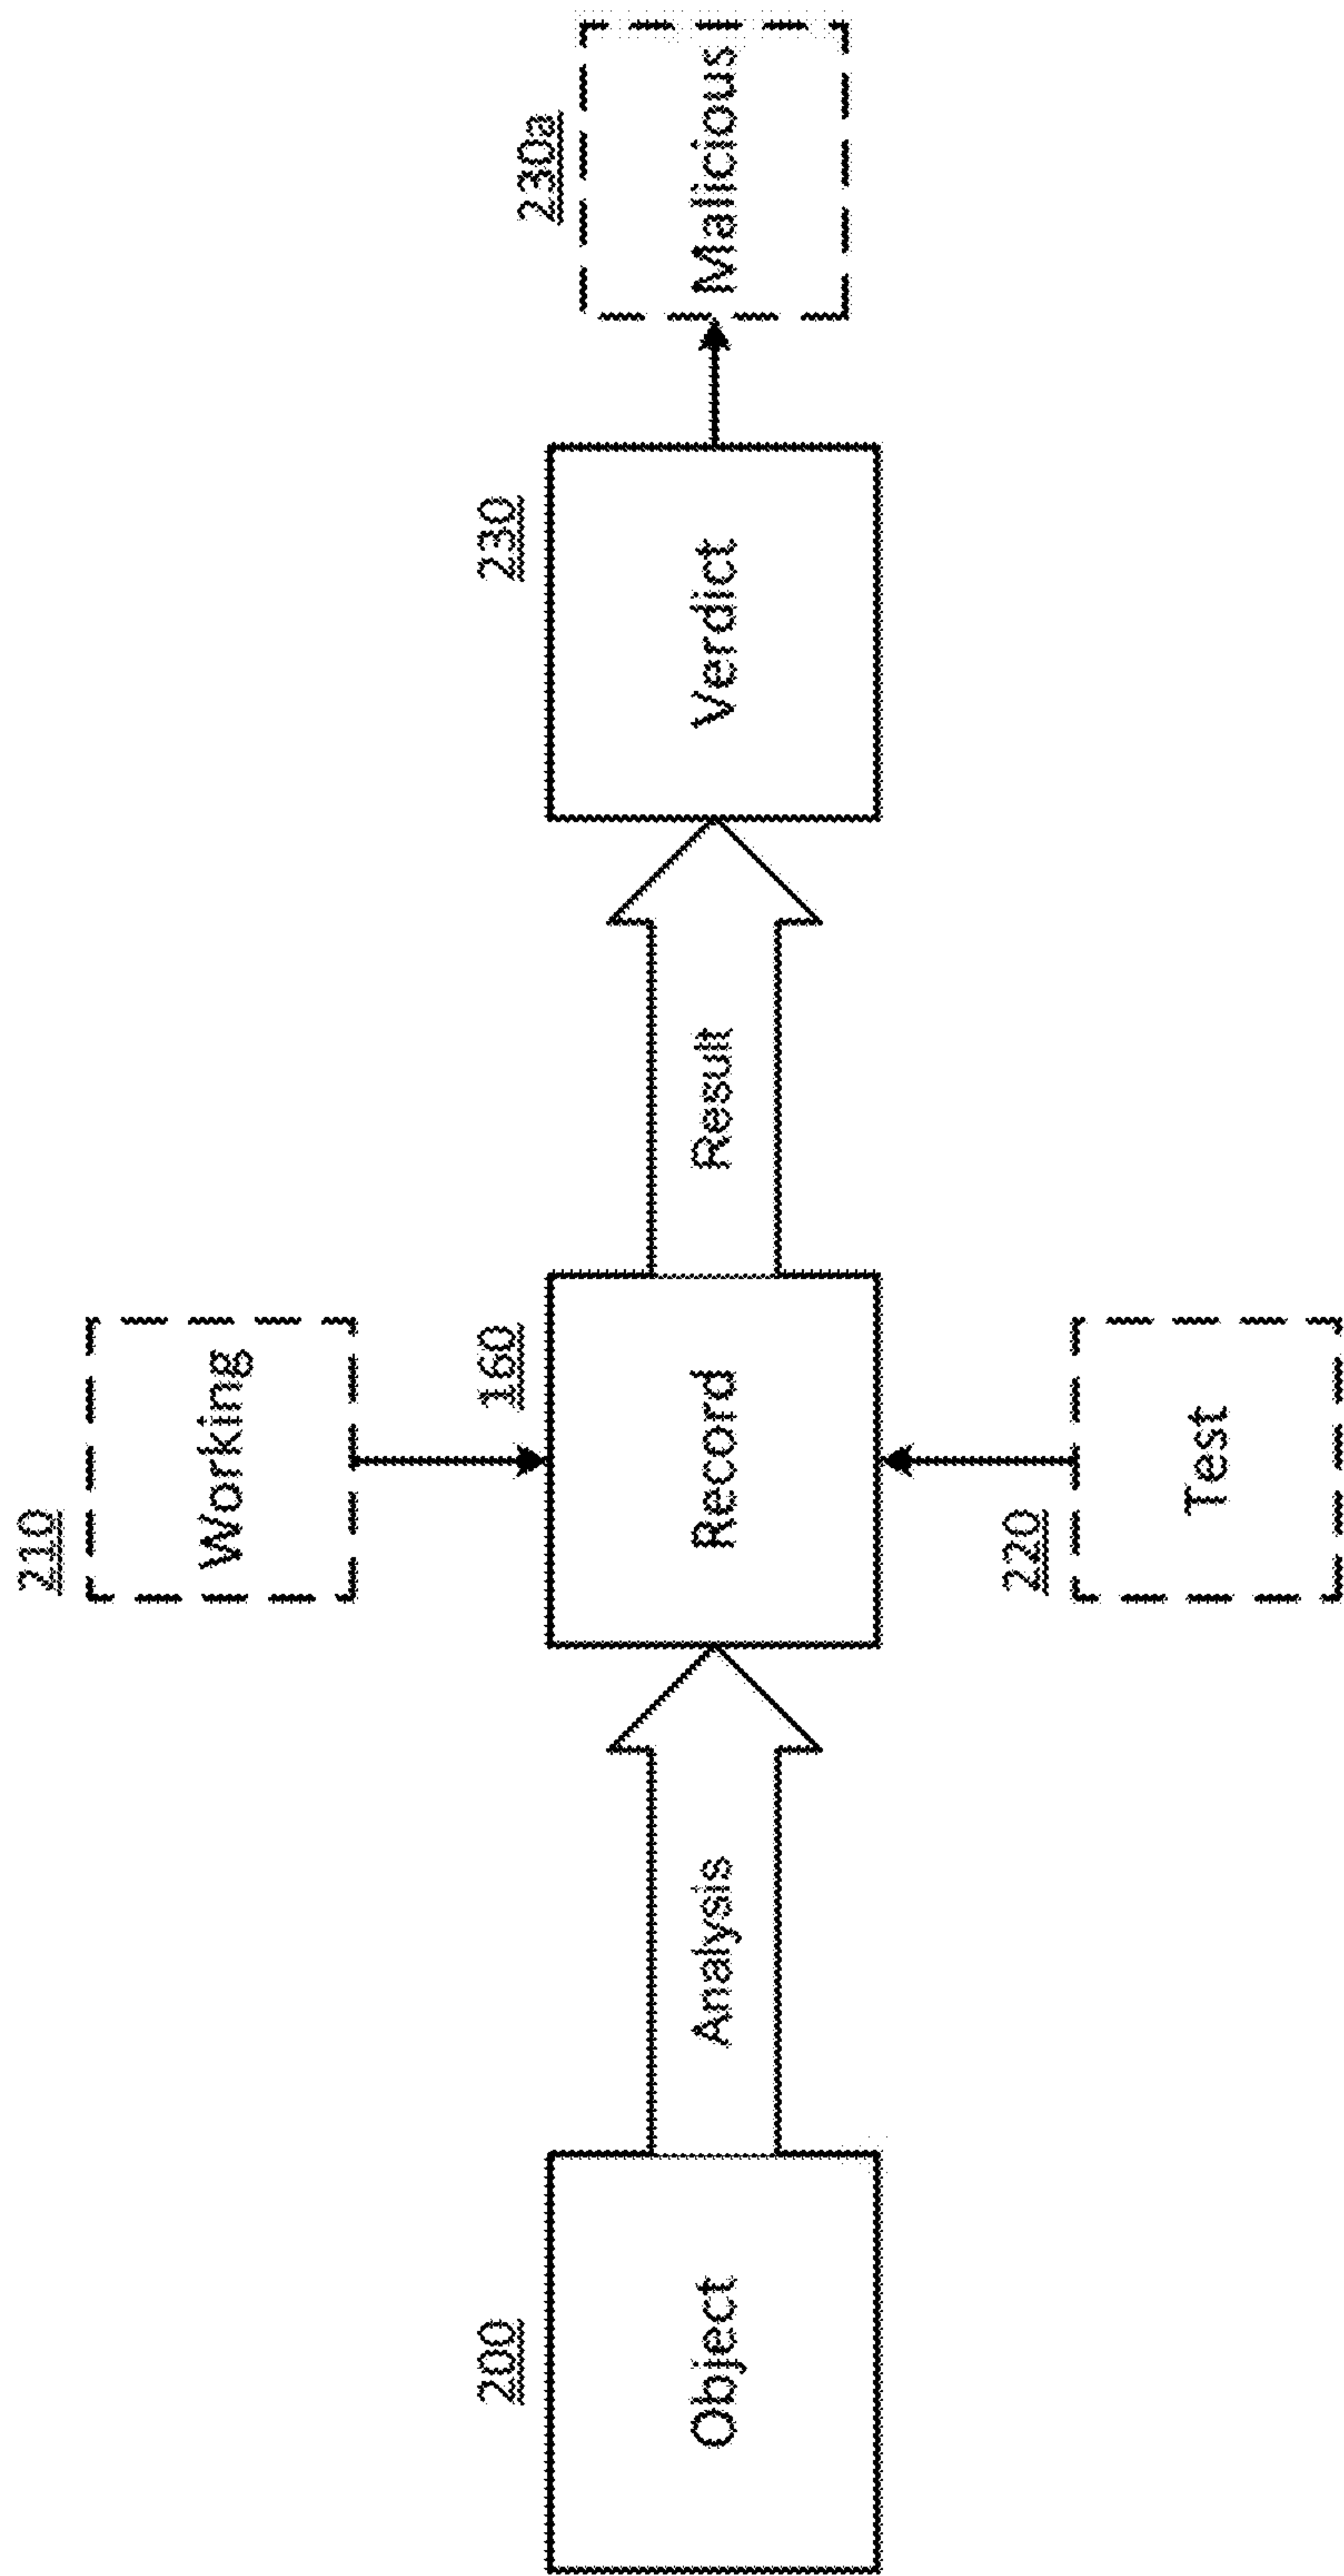 210
Working
200
Object
Analysis
160
Record
Result
230
Verdict
230a
Malicious
220
Test